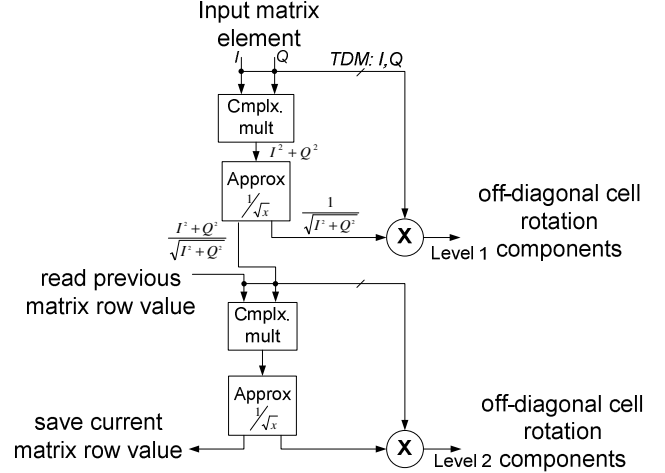 Input matrix
element
I Q
TDM: I,Q
Cmplx.
mult
I² + Q²
Approx
1/√x
1/√(I²+Q²)
(I²+Q²)/√(I²+Q²)
X
Level 1
off-diagonal cell
rotation
components
read previous
matrix row value
Cmplx.
mult
Approx
1/√x
save current
matrix row value
X
Level 2
off-diagonal cell
rotation
components